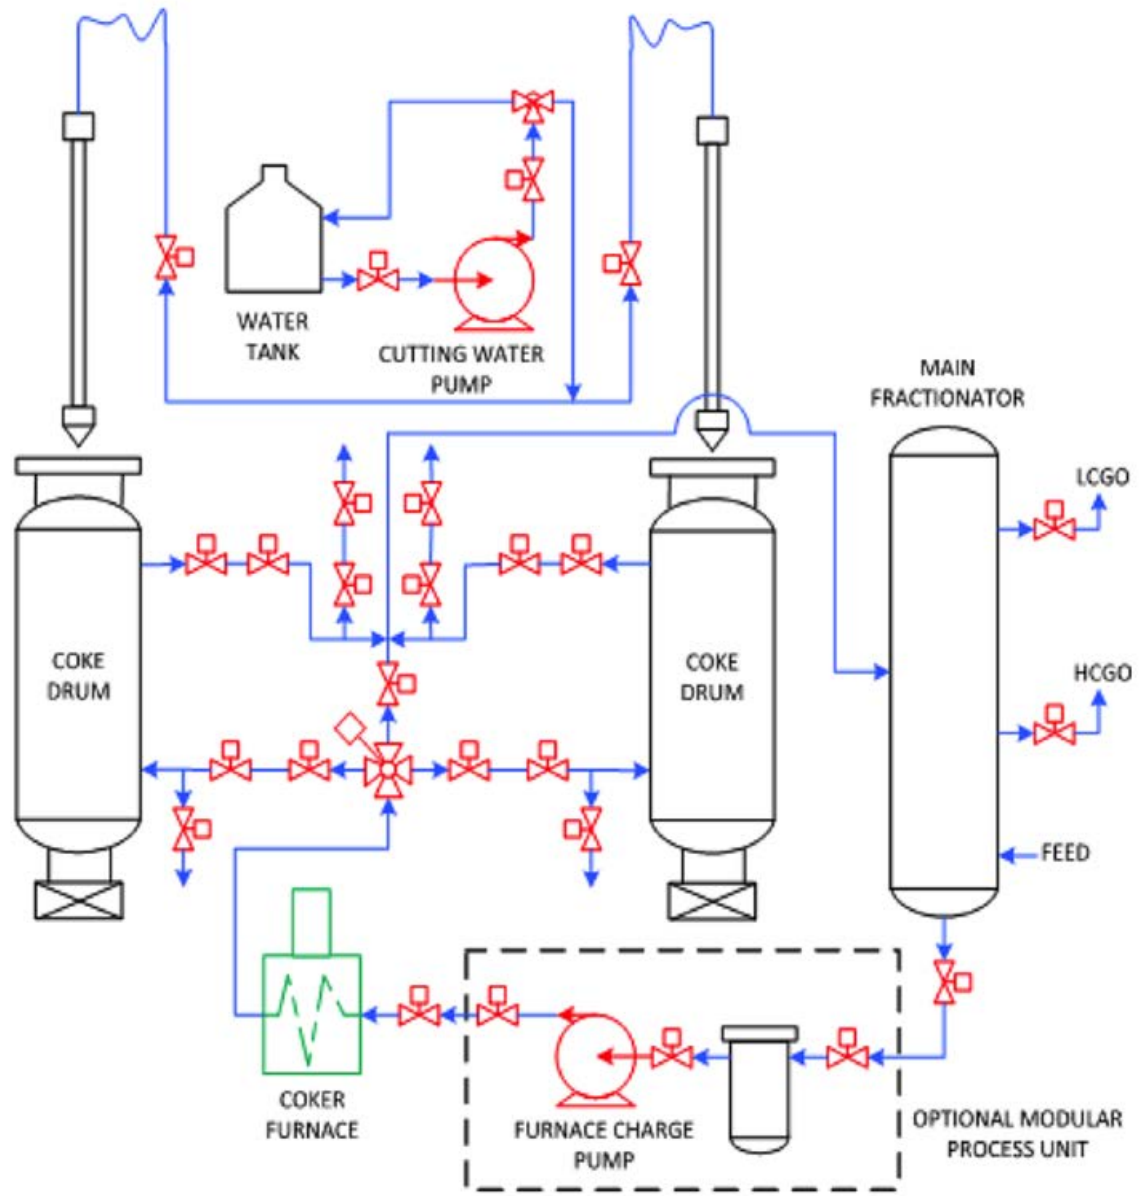 WATER
TANK
CUTTING WATER
PUMP
MAIN
FRACTIONATOR
LCGO
COKE
DRUM
COKE
DRUM
HCGO
FEED
COKER
FURNACE
FURNACE CHARGE
PUMP
OPTIONAL MODULAR
PROCESS UNIT